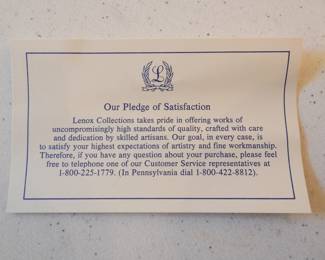 L
Our Pledge of Satisfaction
Lenox Collections takes pride in offering works of
uncompromisingly high standards of quality, crafted with care
and dedication by skilled artisans. Our goal, in every case, is
to satisfy your highest expectations of artistry and fine workmanship.
Therefore, if you have any question about your purchase, please feel
free to telephone one of our Customer Service representatives at
1-800-225-1779. (In Pennsylvania dial 1-800-422-8812).